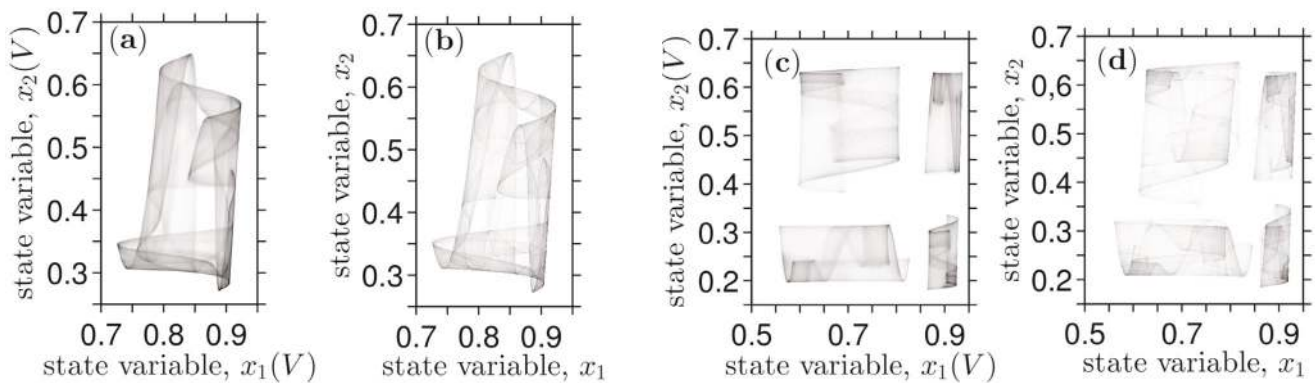 (a)
state variable, x₂(V)
0.7
0.6
0.5
0.4
0.3
0.7 0.8 0.9
state variable, x₁(V)
(b)
state variable, x₂
0.7
0.6
0.5
0.4
0.3
0.7 0.8 0.9
state variable, x₁
(c)
state variable, x₂(V)
0.7
0.6
0.5
0.4
0.3
0.2
0.5 0.7 0.9
state variable, x₁(V)
(d)
state variable, x₂
0.7
0.6
0.5
0.4
0.3
0.2
0.5 0.7 0.9
state variable, x₁